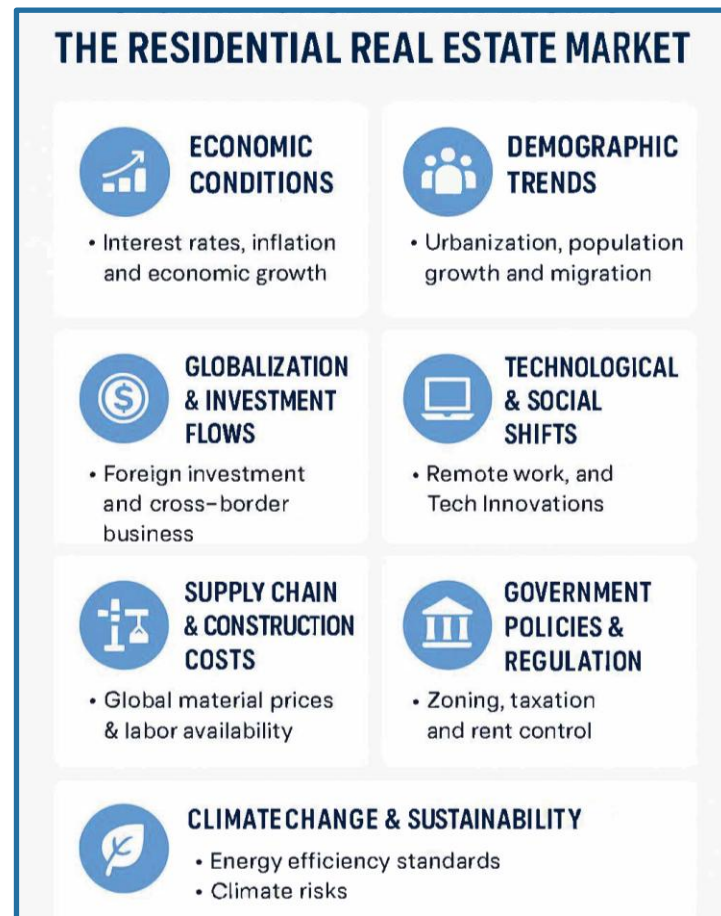 THE RESIDENTIAL REAL ESTATE MARKET
ECONOMIC
CONDITIONS
• Interest rates, inflation
and economic growth
DEMOGRAPHIC
TRENDS
• Urbanization, population
growth and migration
GLOBALIZATION
& INVESTMENT
FLOWS
• Foreign investment
and cross-border
business
TECHNOLOGICAL
& SOCIAL
SHIFTS
• Remote work, and
Tech Innovations
SUPPLY CHAIN
& CONSTRUCTION
COSTS
• Global material prices
& labor availability
GOVERNMENT
POLICIES &
REGULATION
• Zoning, taxation
and rent control
CLIMATE CHANGE & SUSTAINABILITY
• Energy efficiency standards
• Climate risks